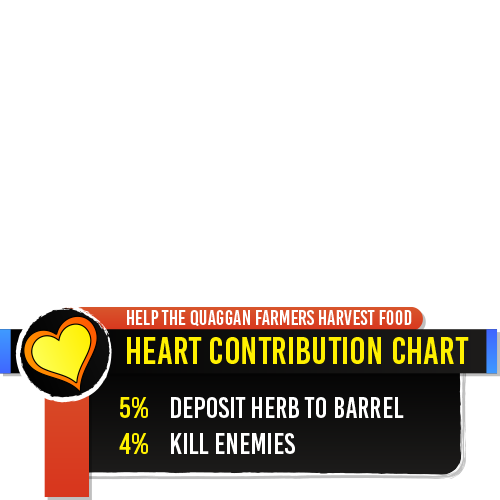 HELP THE QUAGGAN FARMERS HARVEST FOOD
HEART CONTRIBUTION CHART
5% DEPOSIT HERB TO BARREL
4% KILL ENEMIES